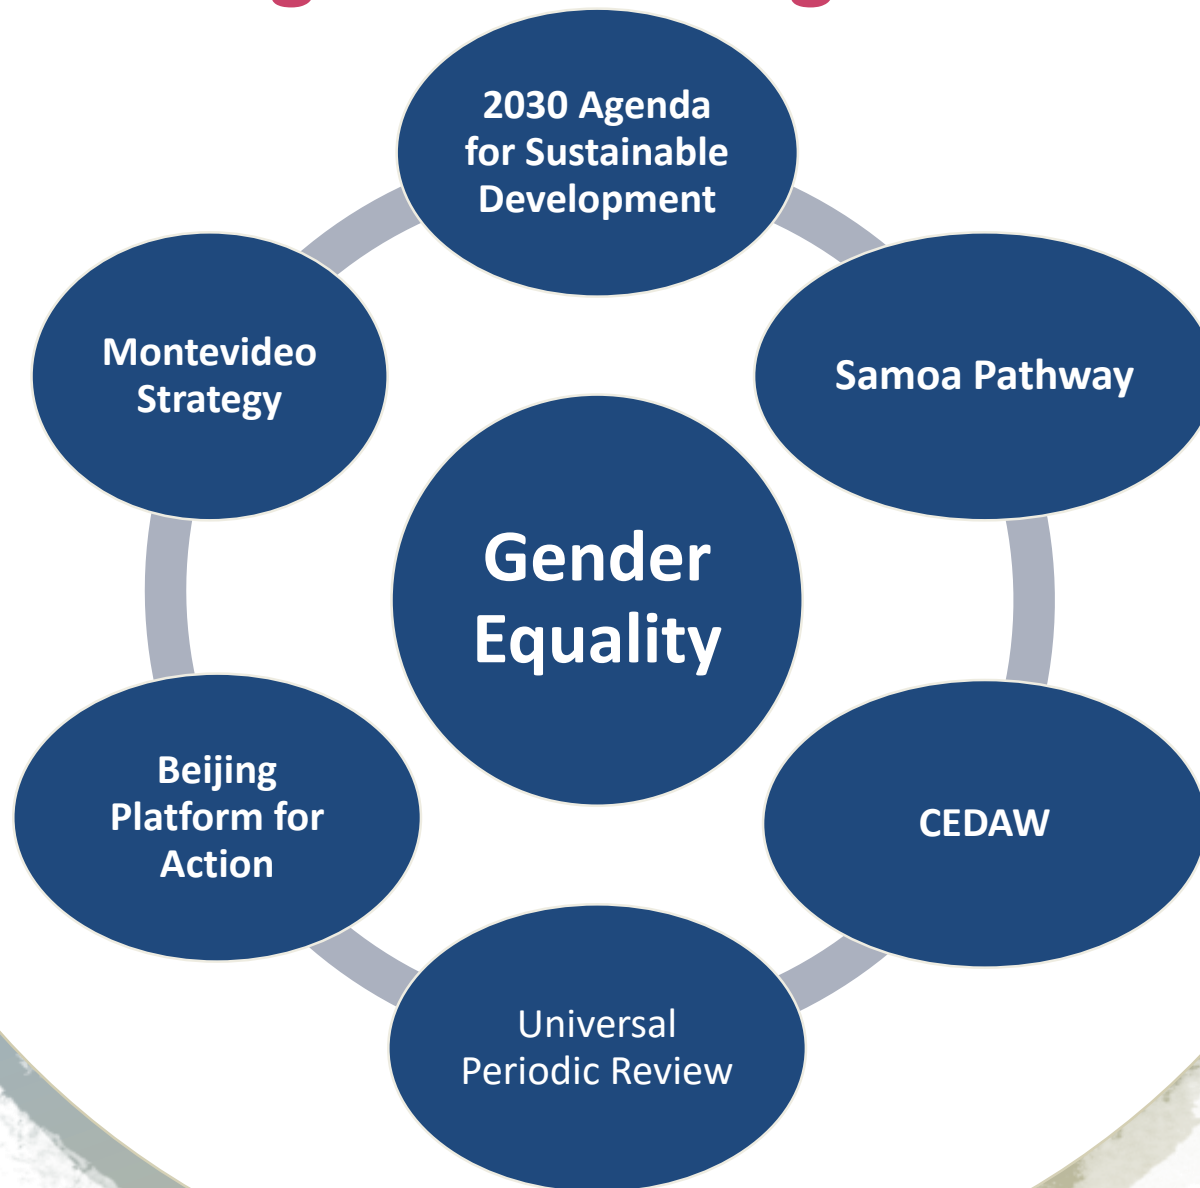 2030 Agenda
for Sustainable
Development
Samoa Pathway
CEDAW
Universal
Periodic Review
Beijing
Platform for
Action
Montevideo
Strategy
Gender
Equality